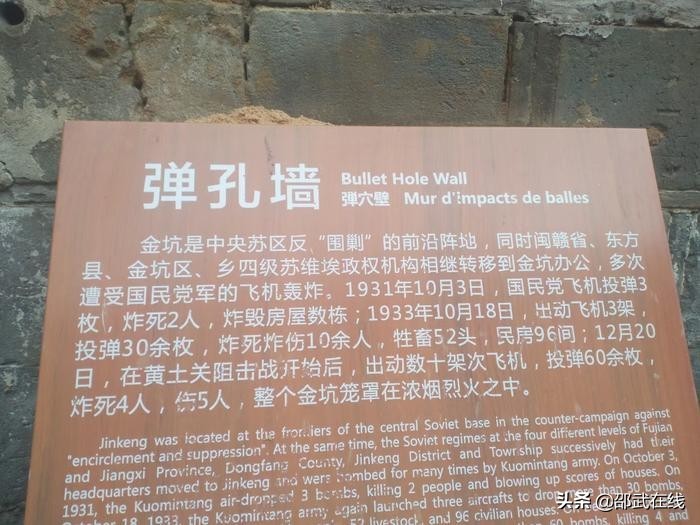 弹孔墙
Bullet Hole Wall
弹穴壁 Mur d'impacts de balles
金坑是中央苏区反“围剿”的前沿阵地，同时闽赣省、东方
县、金坑区、乡四级苏维埃政权机构相继转移到金坑办公，多次
遭受国民党军的飞机轰炸。1931年10月3日，国民党飞机投弹3
枚，炸死2人，炸毁房屋数栋；1933年10月18日，出动飞机3架，
投弹30余枚，炸死炸伤10余人，牲畜52头，民房96间；12月20
日，在黄土关阻击战开始后，出动数十架次飞机，投弹60余枚，
炸死4人，伤5人，整个金坑笼罩在浓烟烈火之中。
Jinkeng was located at the frontiers of the central Soviet base in the counter-campaign against
"encirclement and suppression". At the same time, the Soviet regimes at the four different levels of Fujian
and Jiangxi Province, Dongfang County, Jinkeng District and Township successively had their
headquarters moved to Jinkeng and were bombed for many times by Kuomintang army. On October 3,
1931, the Kuomintang air-dropped 3 bombs, killing 2 people and blowing up scores of houses. On
October 18, 1933, the Kuomintang army again launched three aircrafts to drop more than 30 bombs,
52 livestock, and 96 civilian houses.
60 bombs, killing 4 and
头条 @邵武在线